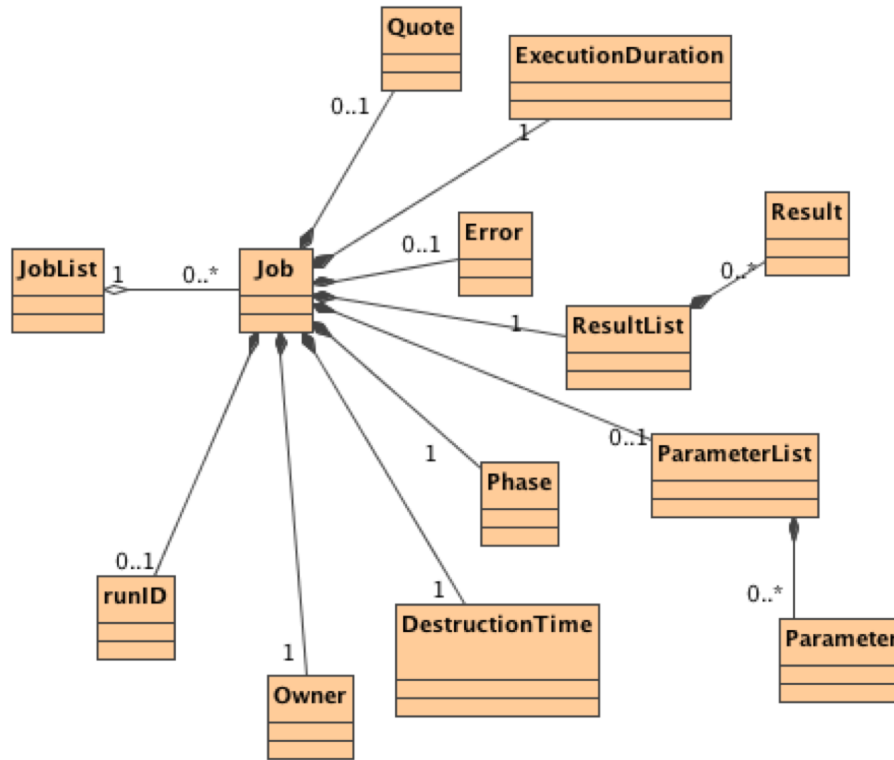 Quote
ExecutionDuration
0..1
1
Result
Error
0..1
JobList
1
0..*
Job
0..*
ResultList
1
0..1
ParameterList
1
Phase
0..1
runID
1
DestructionTime
0..*
Parameter
1
Owner